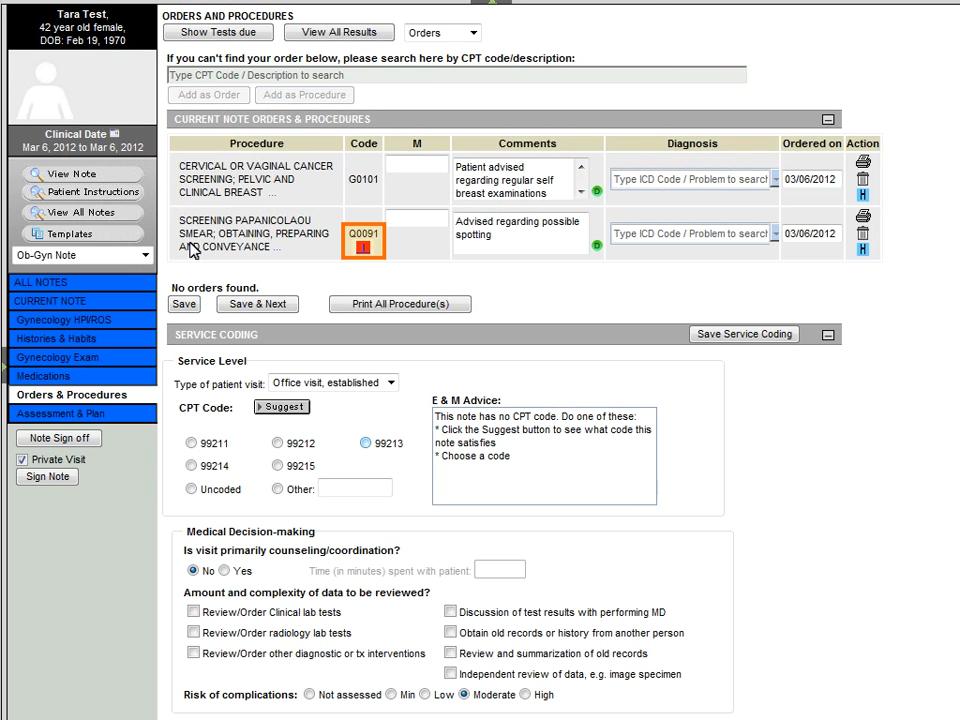 Tara Test,
42 year old female,
DOB: Feb 19, 1970
Clinical Date
Mar 6, 2012 to Mar 6, 2012
View Note
Patient Instructions
View All Notes
Templates
Ob-Gyn Note
ALL NOTES
CURRENT NOTE
Gynecology HPI/ROS
Histories & Habits
Gynecology Exam
Medications
Orders & Procedures
Assessment & Plan
Note Sign off
Private Visit
Sign Note
ORDERS AND PROCEDURES
Show Tests due View All Results Orders
If you can't find your order below, please search here by CPT code/description:
Type CPT Code / Description to search
Add as Order Add as Procedure
CURRENT NOTE ORDERS & PROCEDURES
Procedure Code M Comments Diagnosis Ordered on Action
CERVICAL OR VAGINAL CANCER
SCREENING; PELVIC AND
CLINICAL BREAST ...
G0101
Patient advised
regarding regular self
breast examinations
D
Type ICD Code / Problem to search
03/06/2012
H
SCREENING PAPANICOLAOU
SMEAR; OBTAINING, PREPARING
AND CONVEYANCE ...
Q0091
Advised regarding possible
spotting
D
Type ICD Code / Problem to search
03/06/2012
H
No orders found.
Save Save & Next Print All Procedure(s)
SERVICE CODING Save Service Coding
Service Level
Type of patient visit: Office visit, established
CPT Code: Suggest
99211 99212 99213
99214 99215
Uncoded Other:
E & M Advice:
This note has no CPT code. Do one of these:
* Click the Suggest button to see what code this
note satisfies
* Choose a code
Medical Decision-making
Is visit primarily counseling/coordination?
No Yes Time (in minutes) spent with patient:
Amount and complexity of data to be reviewed?
Review/Order Clinical lab tests Discussion of test results with performing MD
Review/Order radiology lab tests Obtain old records or history from another person
Review/Order other diagnostic or tx interventions Review and summarization of old records
Independent review of data, e.g. image specimen
Risk of complications: Not assessed Min Low Moderate High